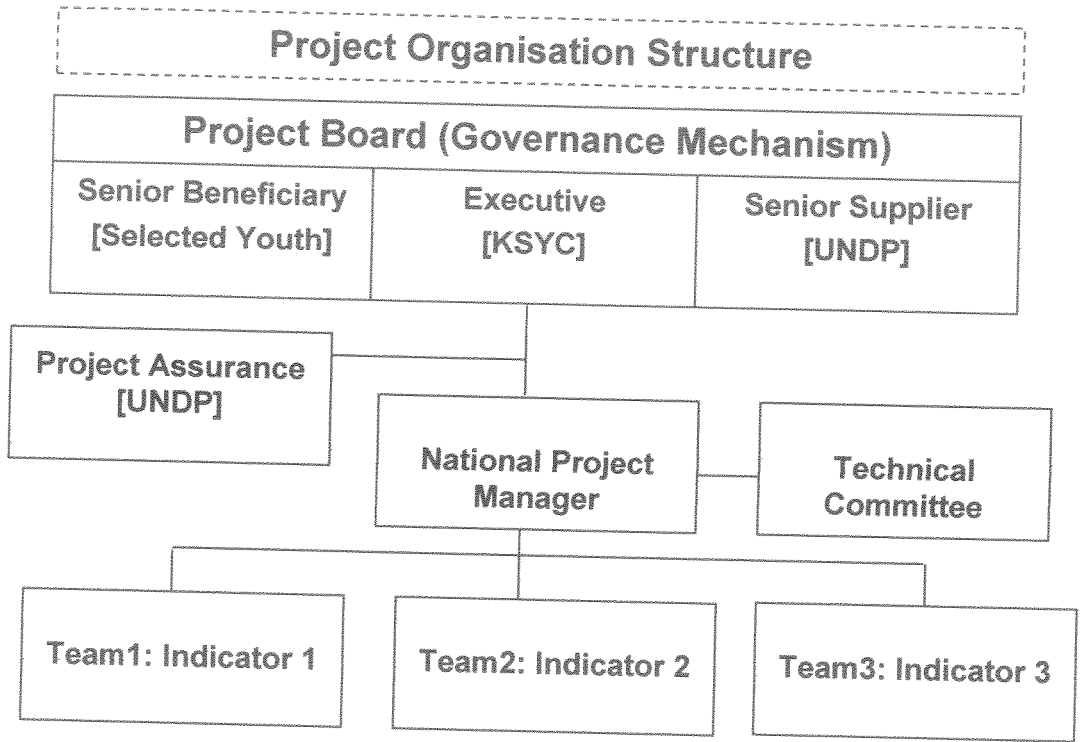 Project Organisation Structure
Project Board (Governance Mechanism)
Senior Beneficiary
[Selected Youth]
Executive
[KSYC]
Senior Supplier
[UNDP]
Project Assurance
[UNDP]
National Project
Manager
Technical
Committee
Team1: Indicator 1
Team2: Indicator 2
Team3: Indicator 3